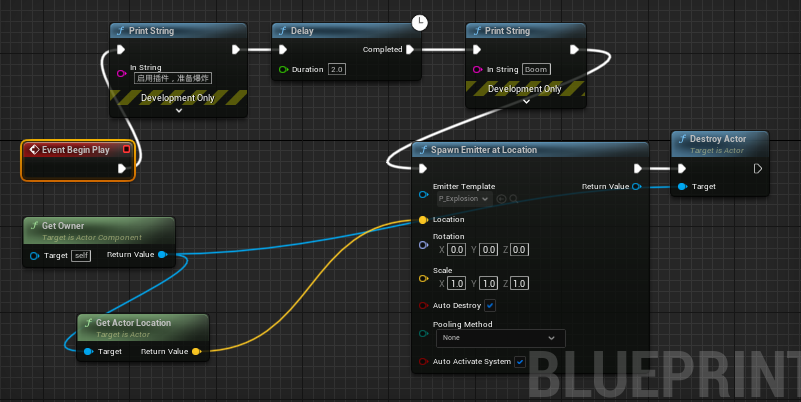 Print String
In String
启用插件，准备爆炸
Development Only
Delay
Completed
Duration 2.0
Print String
In String Boom
Development Only
Event Begin Play
Spawn Emitter at Location
Emitter Template
P_Explosion
Return Value
Location
Rotation
X 0.0 Y 0.0 Z 0.0
Scale
X 1.0 Y 1.0 Z 1.0
Auto Destroy
Pooling Method
None
Auto Activate System
Destroy Actor
Target is Actor
Target
Get Owner
Target is Actor Component
Target self Return Value
Get Actor Location
Target is Actor
Target Return Value
BLUEPRINT